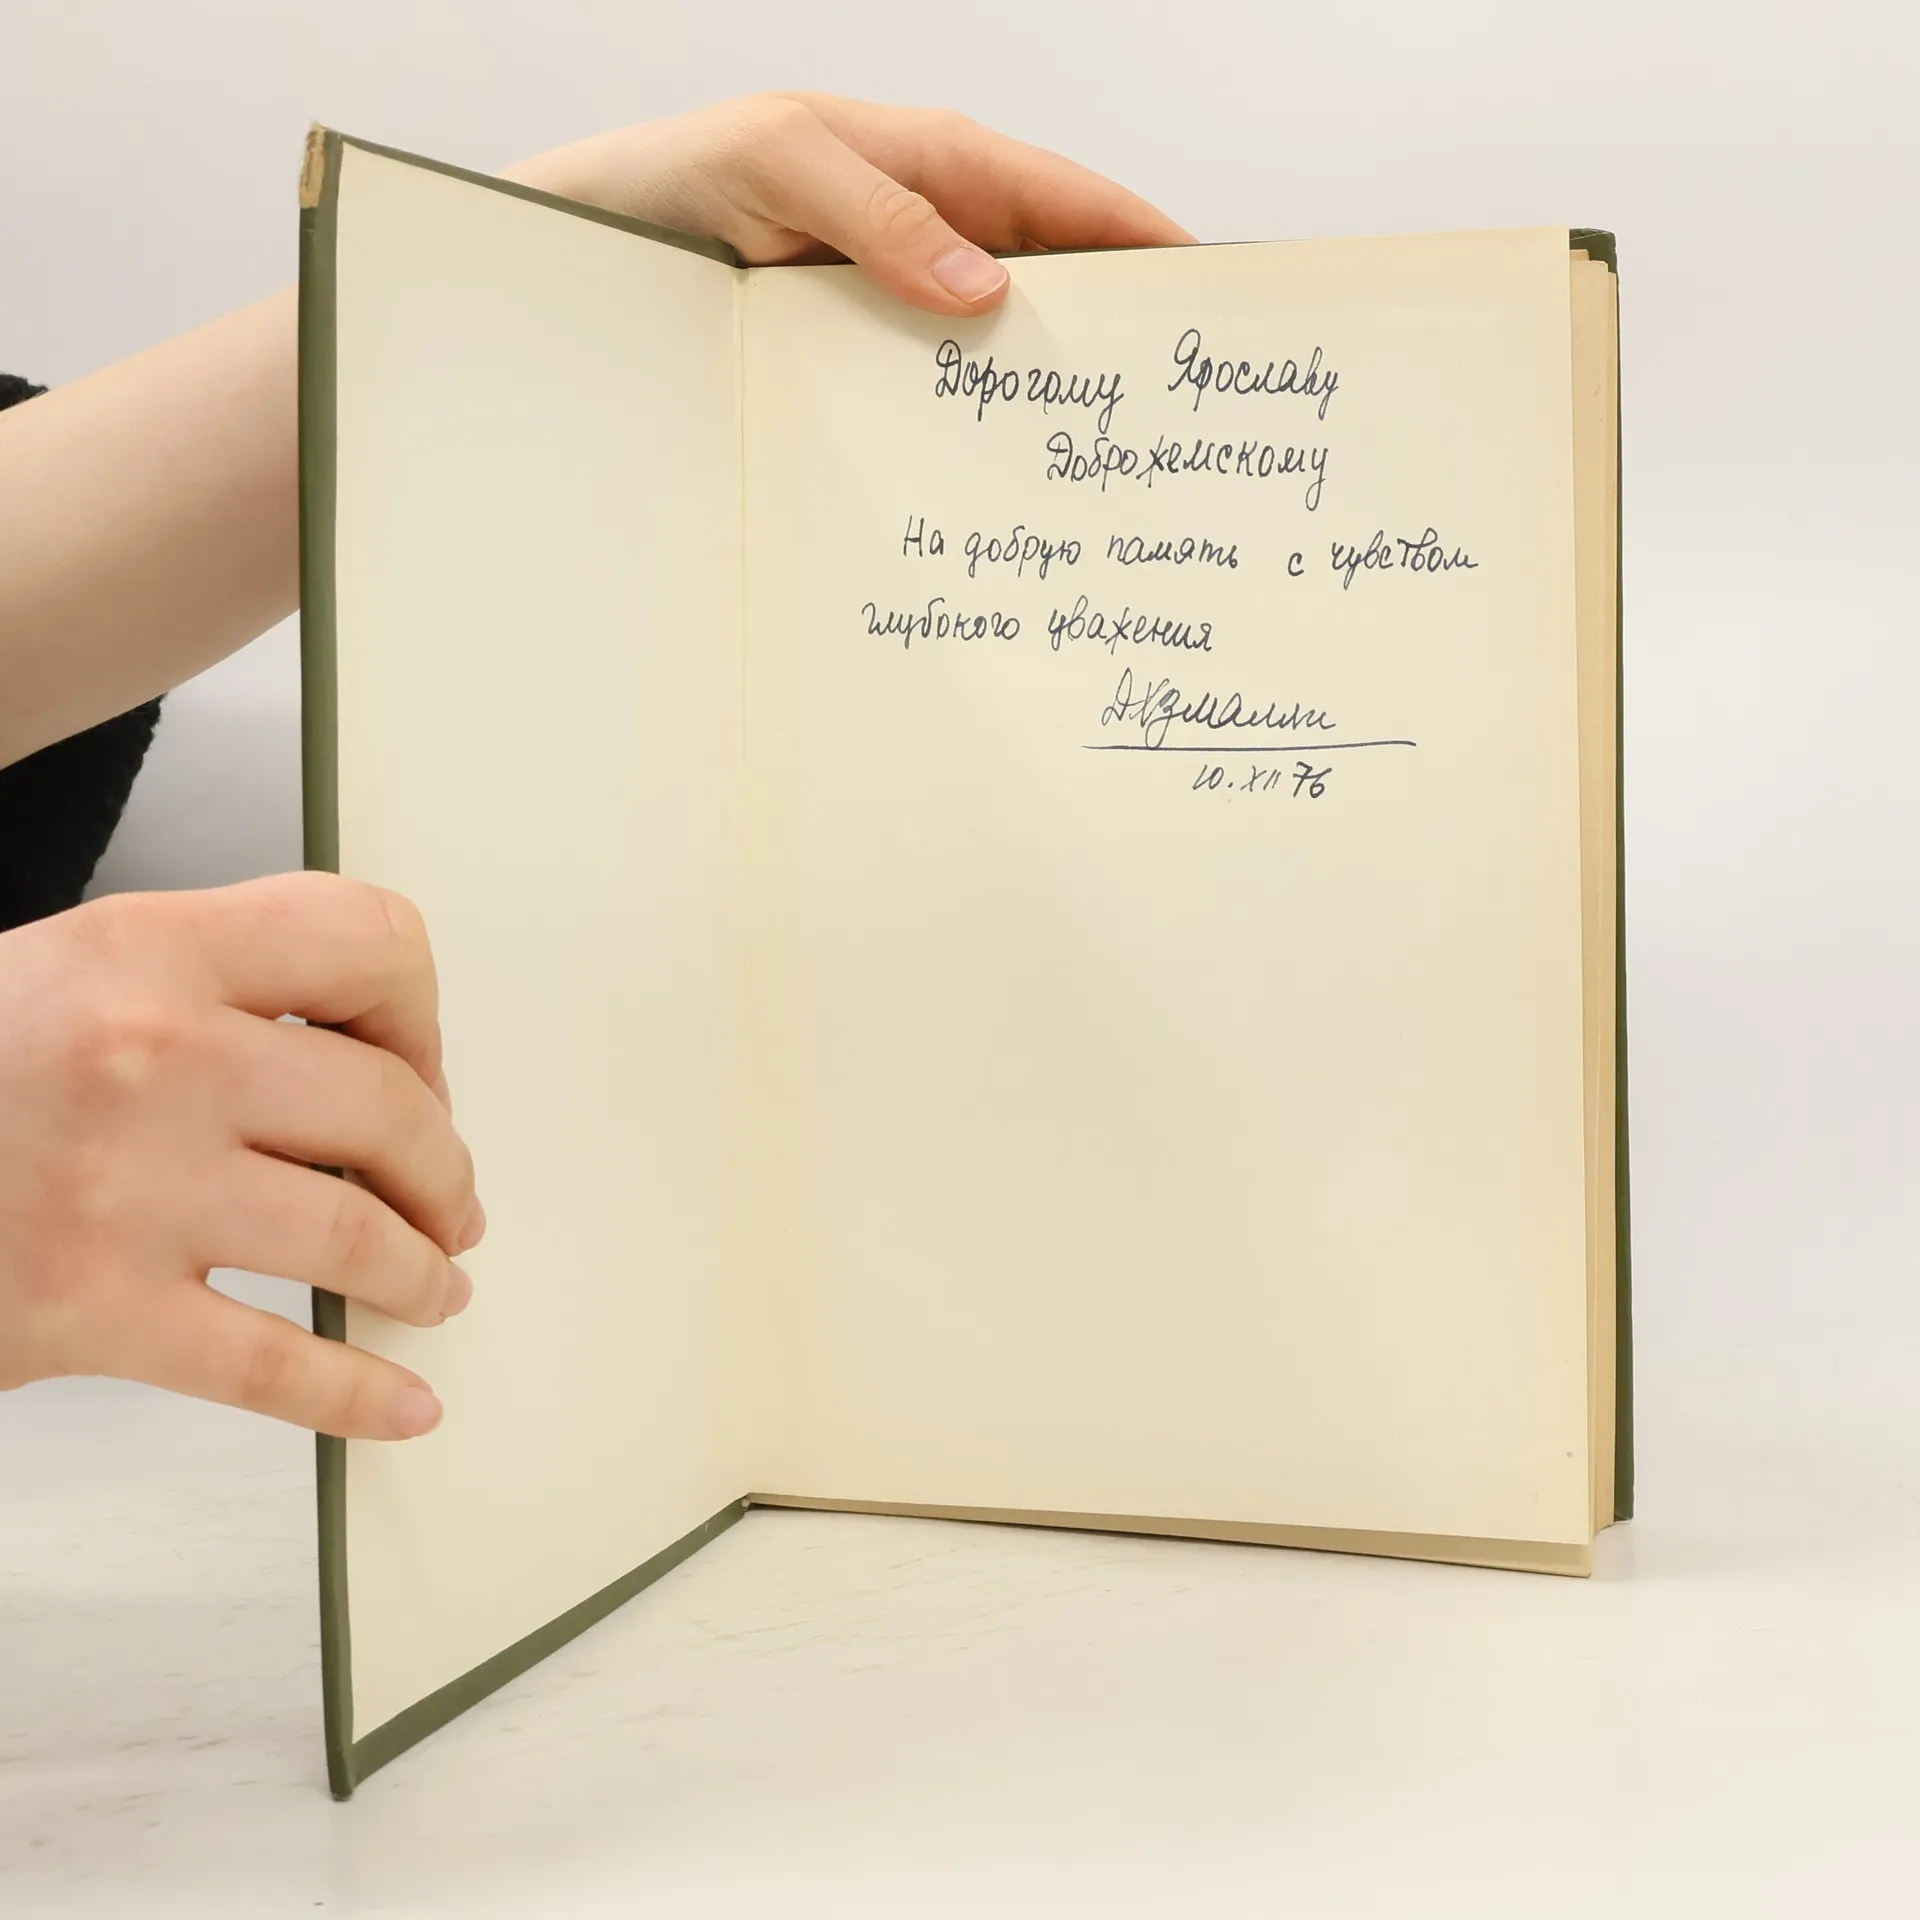 Дорогому Ярославу
Доброжемскому
На добрую память с чувством
глубокого уважения
10. XII 76